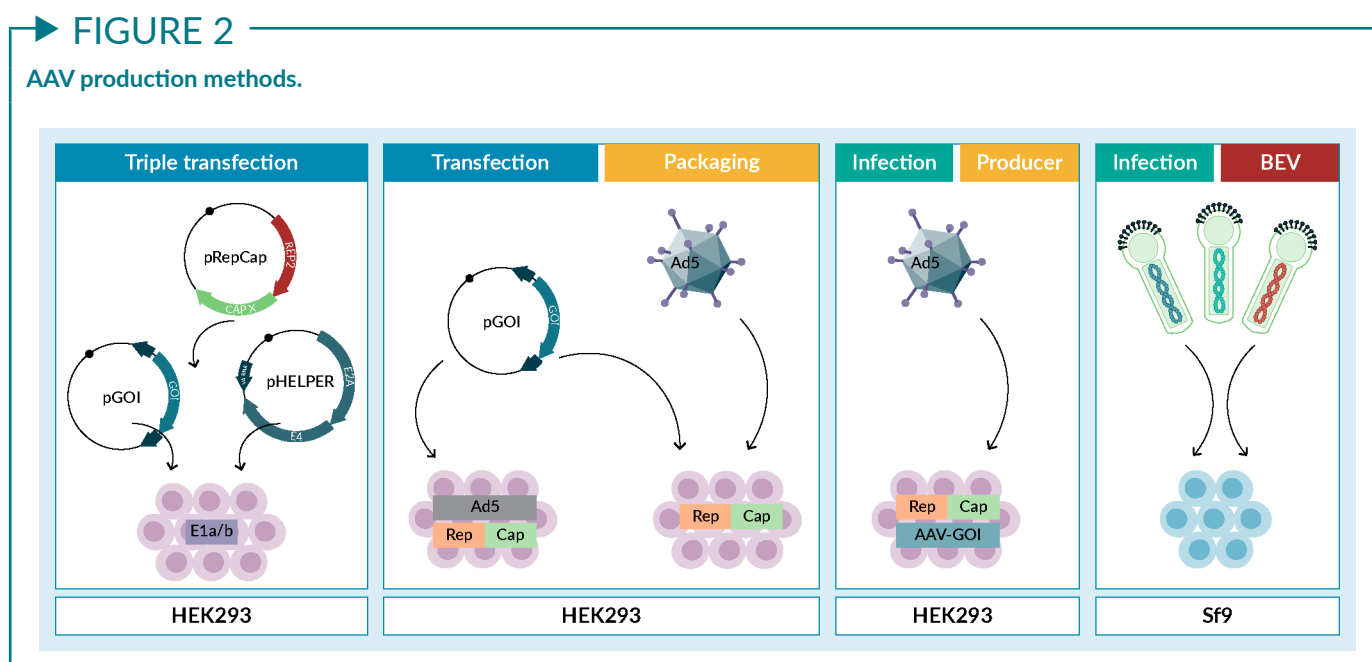 FIGURE 2
AAV production methods.
Triple transfection
pRepCap
REP2
CAP X
pGOI
GOI
pHELPER
E2A
E4
E1a/b
HEK293
Transfection
Packaging
pGOI
GOI
Ad5
Ad5
Rep Cap
Rep Cap
HEK293
Infection
Producer
Ad5
Rep Cap
AAV-GOI
HEK293
Infection
BEV
Sf9